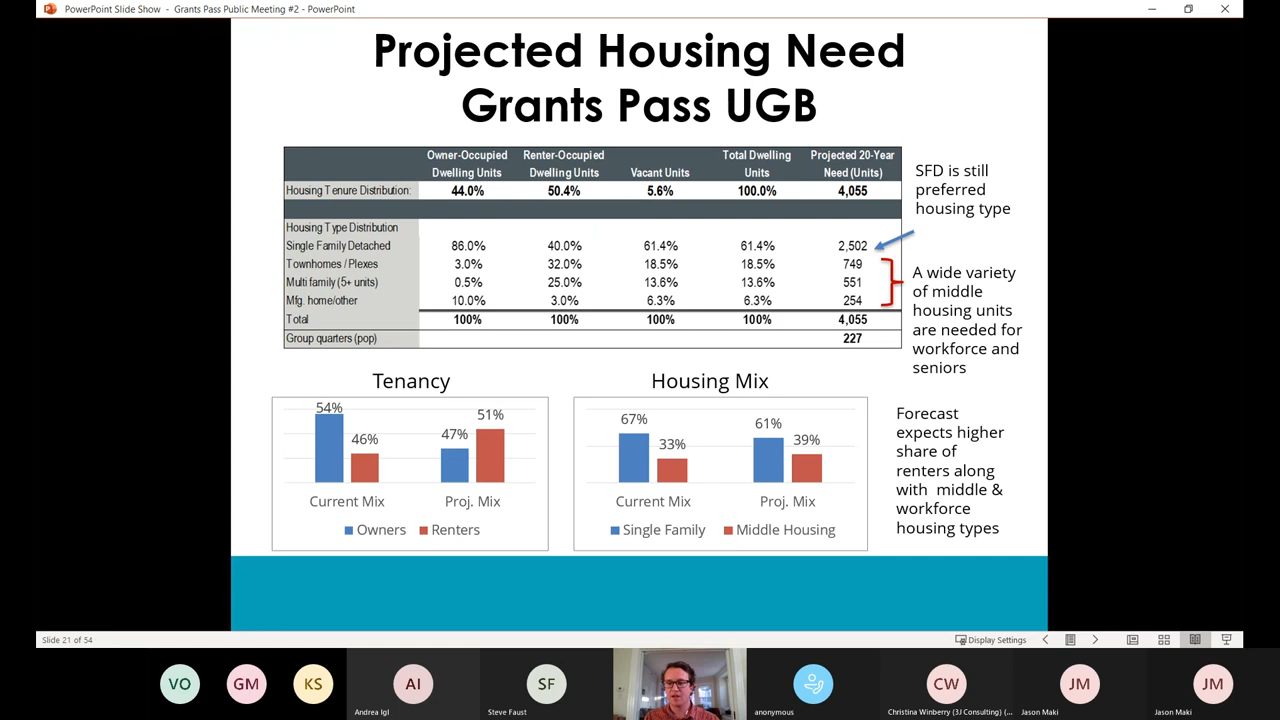 PowerPoint Slide Show - Grants Pass Public Meeting #2 - PowerPoint
Projected Housing Need
Grants Pass UGB
Owner-Occupied Dwelling Units Renter-Occupied Dwelling Units Vacant Units Total Dwelling Units Projected 20-Year Need (Units)
Housing Tenure Distribution: 44.0% 50.4% 5.6% 100.0% 4,055
Housing Type Distribution
Single Family Detached 86.0% 40.0% 61.4% 61.4% 2,502
Townhomes / Plexes 3.0% 32.0% 18.5% 18.5% 749
Multi family (5+ units) 0.5% 25.0% 13.6% 13.6% 551
Mfg. home/other 10.0% 3.0% 6.3% 6.3% 254
Total 100% 100% 100% 100% 4,055
Group quarters (pop) 227
SFD is still
preferred
housing type
A wide variety
of middle
housing units
are needed for
workforce and
seniors
Tenancy
54%
46%
47%
51%
Current Mix Proj. Mix
Owners Renters
Housing Mix
67%
33%
61%
39%
Current Mix Proj. Mix
Single Family Middle Housing
Forecast
expects higher
share of
renters along
with middle &
workforce
housing types
Slide 21 of 54
Display Settings
VO
GM
KS
AI
Andrea Igl
SF
Steve Faust
anonymous
CW
Christina Winberry (3J Consulting) (...
JM
Jason Maki
JM
Jason Maki